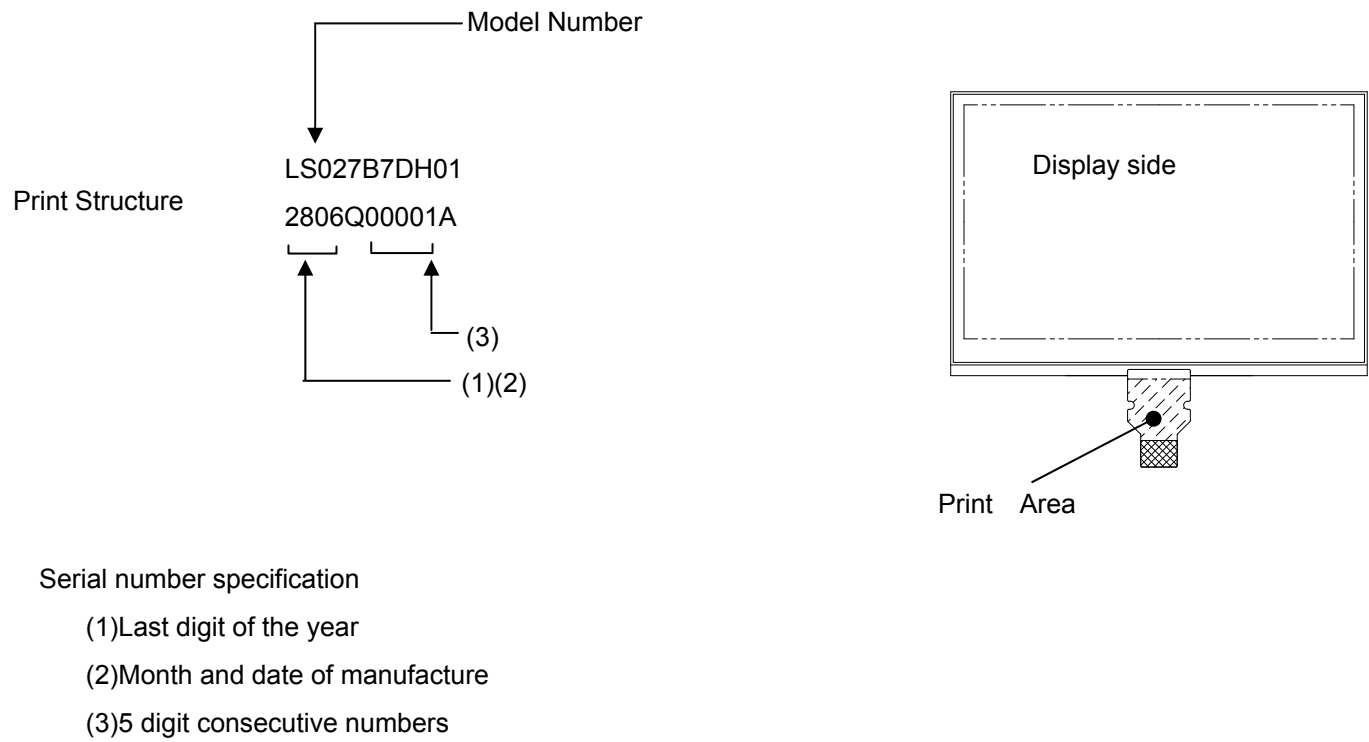 Model Number
LS027B7DH01
Print Structure
2806Q00001A
(3)
(1)(2)
Display side
Print Area
Serial number specification
(1)Last digit of the year
(2)Month and date of manufacture
(3)5 digit consecutive numbers